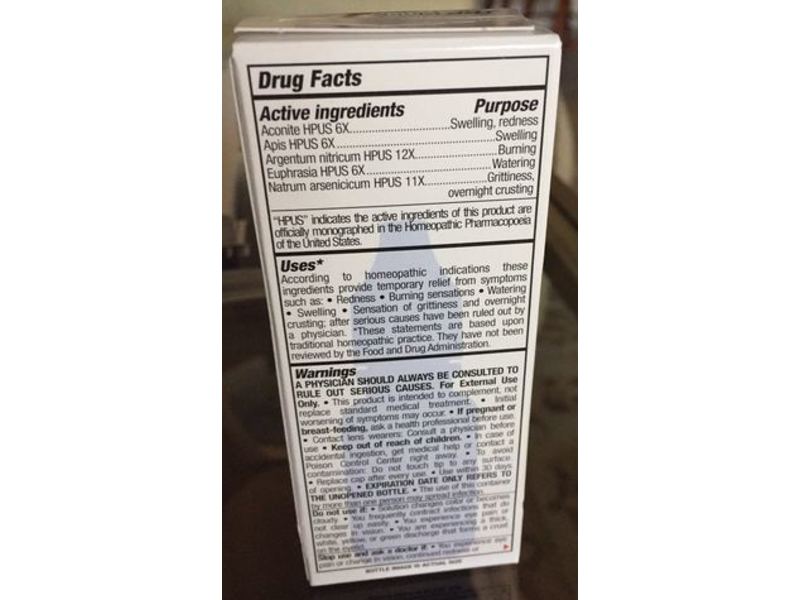 Drug Facts
Active ingredients Purpose
Aconite HPUS 6X..........................Swelling, redness
Apis HPUS 6X..........................................Swelling
Argentum nitricum HPUS 12X.....................Burning
Euphrasia HPUS 6X.................................Watering
Natrum arsenicicum HPUS 11X...............Grittiness,
overnight crusting
"HPUS" indicates the active ingredients of this product are
officially monographed in the Homeopathic Pharmacopoeia
of the United States.
Uses*
According to homeopathic indications these
ingredients provide temporary relief from symptoms
such as: • Redness • Burning sensations • Watering
• Swelling • Sensation of grittiness and overnight
crusting; after serious causes have been ruled out by
a physician. *These statements are based upon
traditional homeopathic practice. They have not been
reviewed by the Food and Drug Administration.
Warnings
A PHYSICIAN SHOULD ALWAYS BE CONSULTED TO
RULE OUT SERIOUS CAUSES. For External Use
Only. • This product is intended to complement, not
replace standard medical treatment. • Initial
worsening of symptoms may occur. • If pregnant or
breast-feeding, ask a health professional before use.
• Contact lens wearers: Consult a physician before
use • Keep out of reach of children. • In case of
accidental ingestion, get medical help or contact a
Poison Control Center right away. • To avoid
contamination: Do not touch tip to any surface.
• Replace cap after every use. • Use within 30 days
of opening. • EXPIRATION DATE ONLY REFERS TO
THE UNOPENED BOTTLE. • The use of this container
by more than one person may spread infection.
Do not use if: • Solution changes color or becomes
cloudy. • You frequently contract infections that do
not clear up easily. • You experience eye pain or
changes in vision. • You are experiencing a thick,
white, yellow, or green discharge that forms a crust
on the eyelid.
Stop use and ask a doctor if: • You experience eye
pain or change in vision, continued redness or
BOTTLE IMAGE IS ACTUAL SIZE